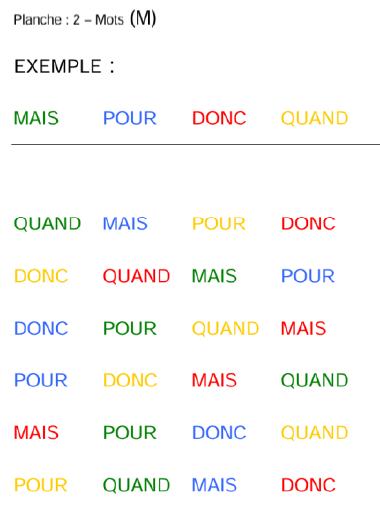 Planche : 2 – Mots (M)
EXEMPLE :
MAIS POUR DONC QUAND
QUAND MAIS POUR DONC
DONC QUAND MAIS POUR
DONC POUR QUAND MAIS
POUR DONC MAIS QUAND
MAIS POUR DONC QUAND
POUR QUAND MAIS DONC